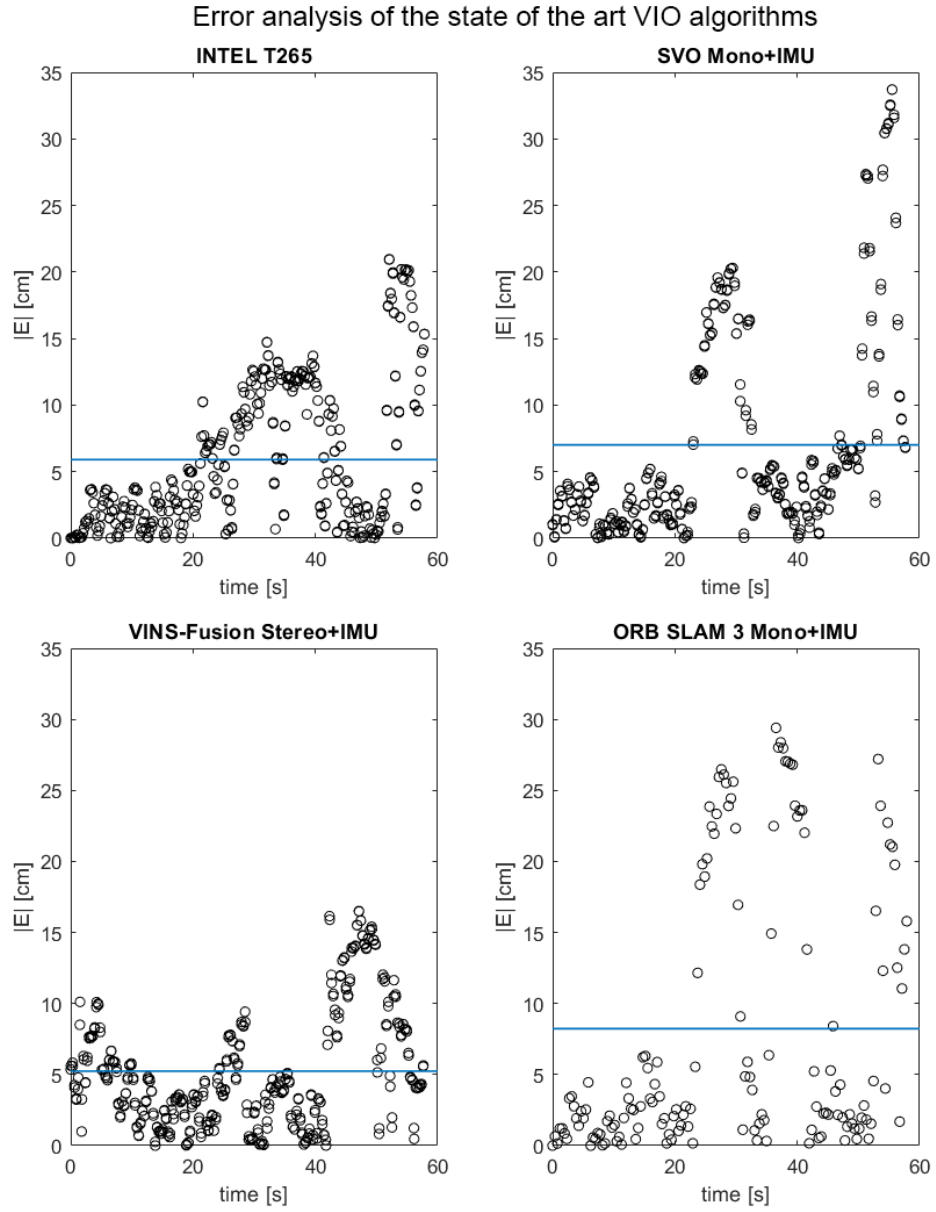 Error analysis of the state of the art VIO algorithms
INTEL T265
35
30
25
20
15
10
5
0
|E| [cm]
0 20 40 60
time [s]
SVO Mono+IMU
35
30
25
20
15
10
5
0
|E| [cm]
0 20 40 60
time [s]
VINS-Fusion Stereo+IMU
35
30
25
20
15
10
5
0
|E| [cm]
0 20 40 60
time [s]
ORB SLAM 3 Mono+IMU
35
30
25
20
15
10
5
0
|E| [cm]
0 20 40 60
time [s]